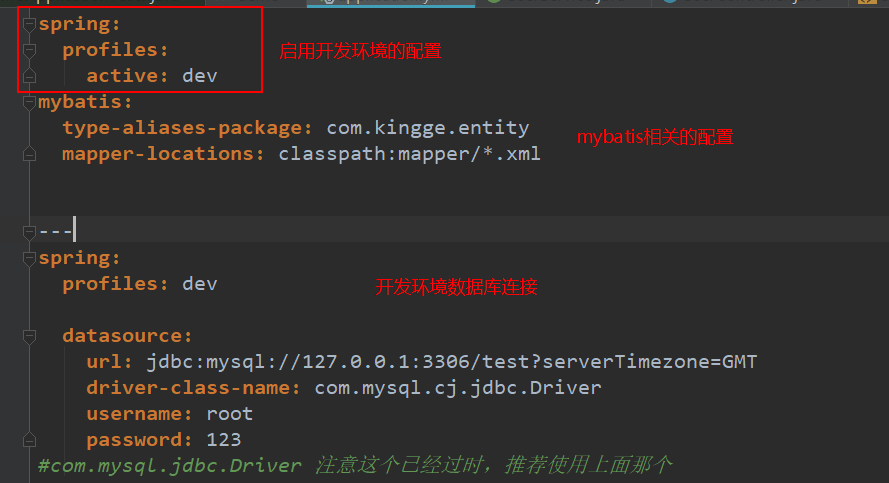 spring:
profiles:
active: dev
启用开发环境的配置
mybatis:
type-aliases-package: com.kingge.entity
mapper-locations: classpath:mapper/*.xml
mybatis相关的配置
---
spring:
profiles: dev
开发环境数据库连接
datasource:
url: jdbc:mysql://127.0.0.1:3306/test?serverTimezone=GMT
driver-class-name: com.mysql.cj.jdbc.Driver
username: root
password: 123
#com.mysql.jdbc.Driver 注意这个已经过时，推荐使用上面那个